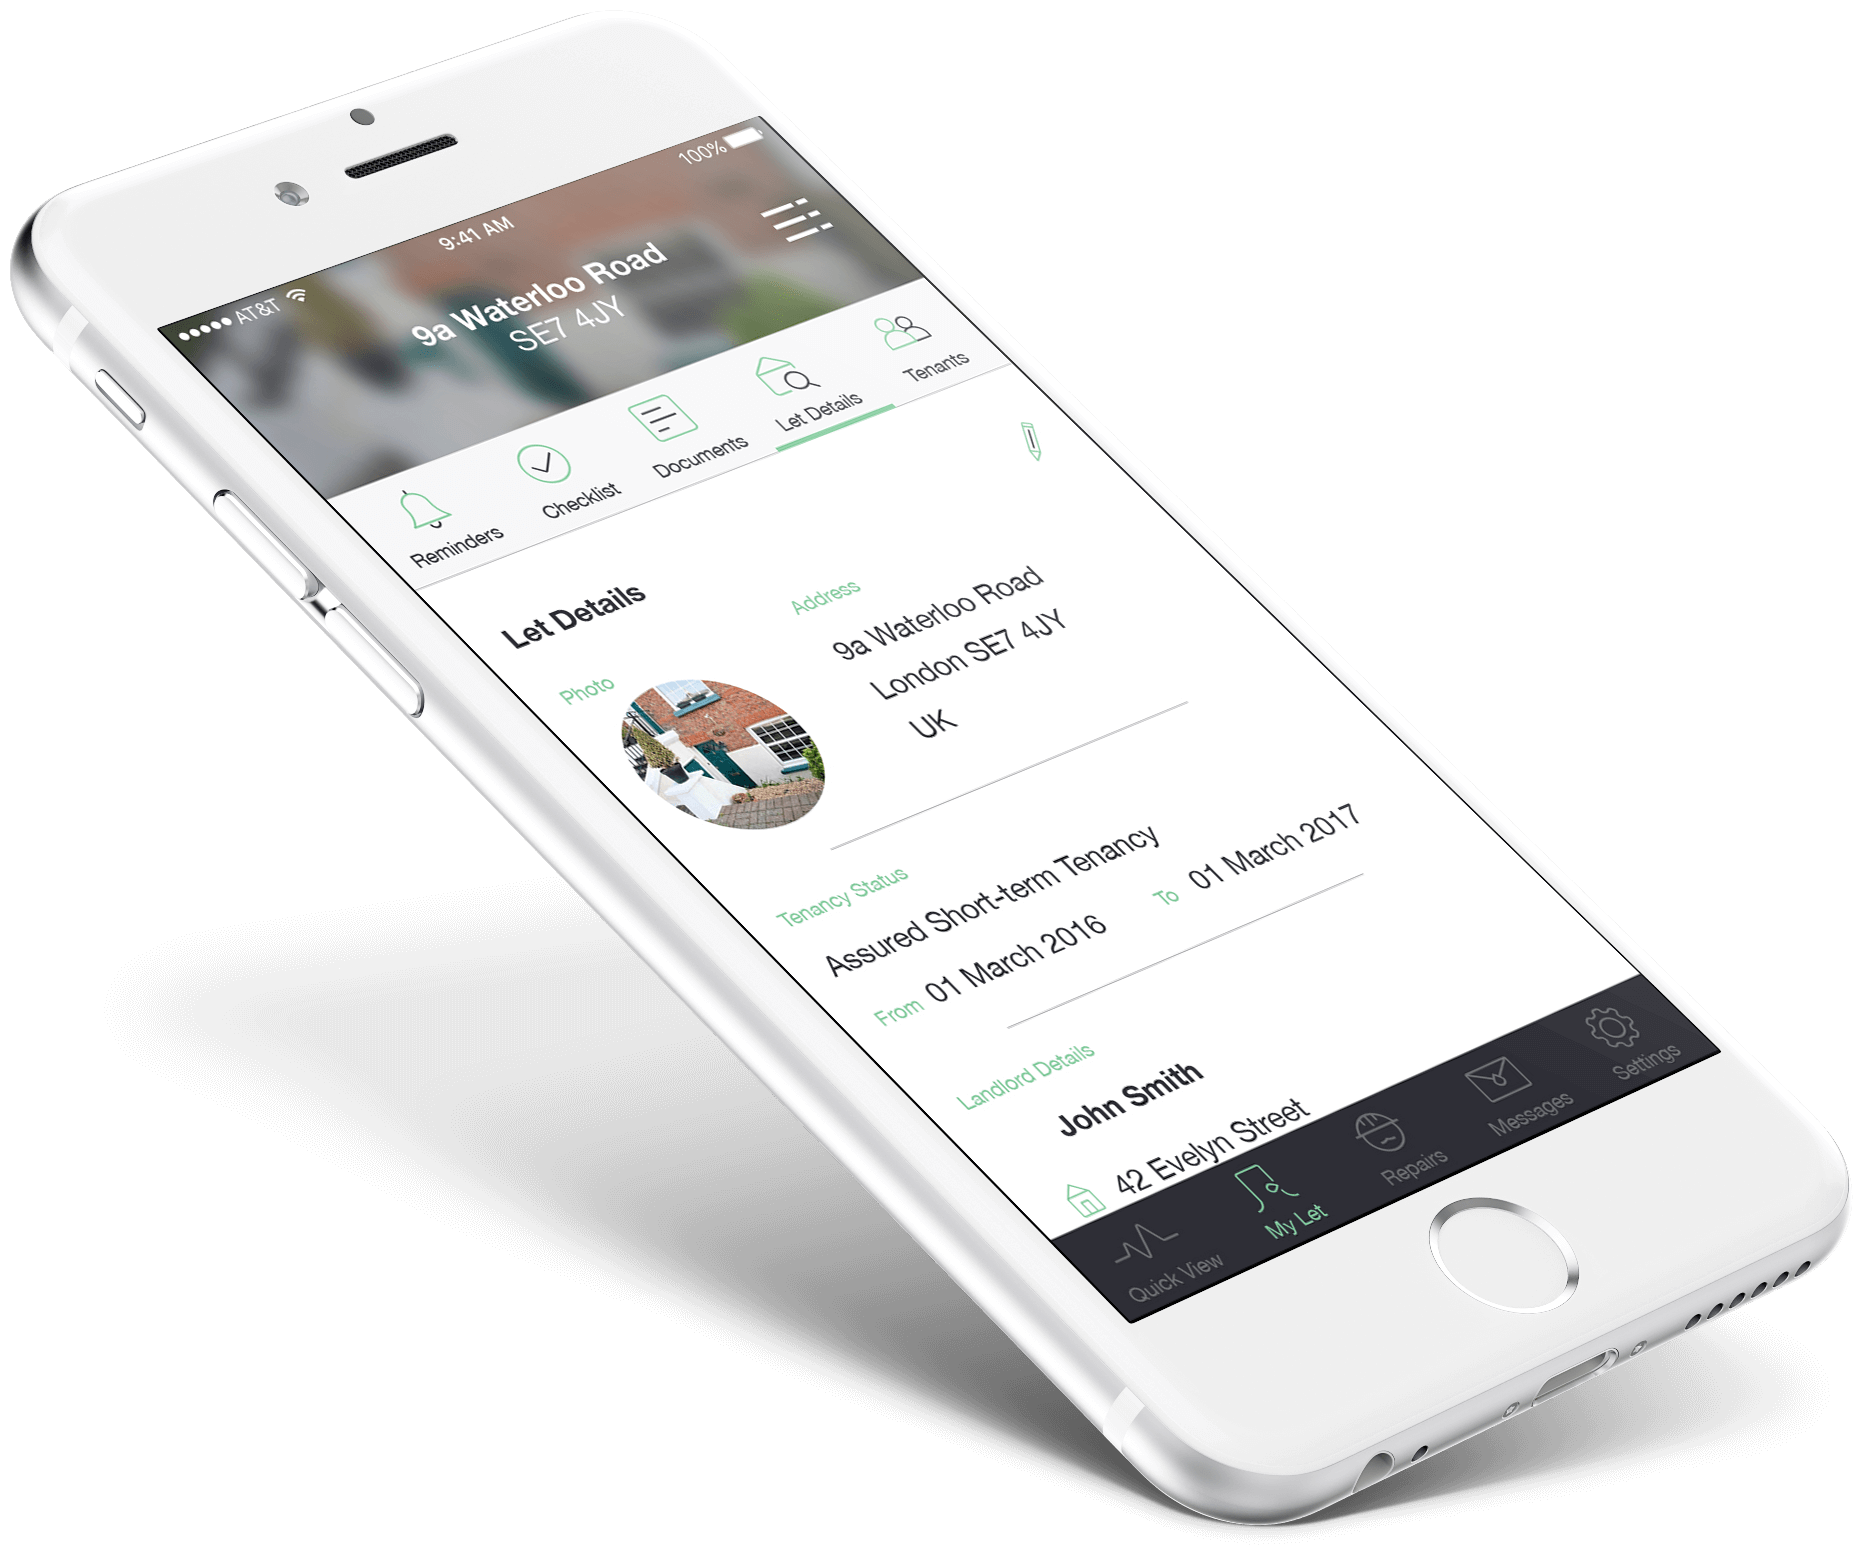 AT&T
9:41 AM
100%
9a Waterloo Road
SE7 4JY
Reminders
Checklist
Documents
Let Details
Tenants
Let Details
Photo
Address
9a Waterloo Road
London SE7 4JY
UK
Tenancy Status
Assured Short-term Tenancy
From 01 March 2016 To 01 March 2017
Landlord Details
John Smith
42 Evelyn Street
Quick View
My Let
Repairs
Messages
Settings